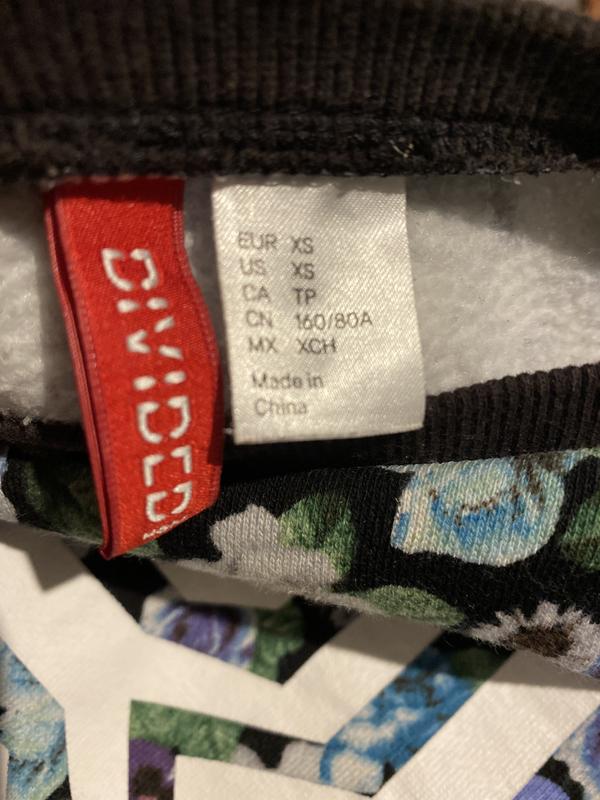 DIVIDED
EUR XS
US XS
CA TP
CN 160/80A
MX XCH
Made in
China